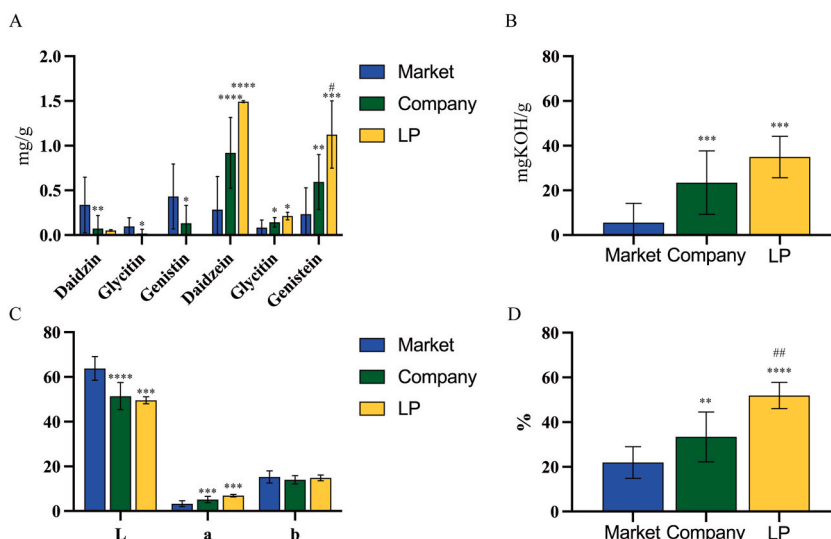 A
2.0
1.5
1.0
0.5
0.0
mg/g
**
*
*
****
****
*
*
**
#
***
Daidzin
Glycitin
Genistin
Daidzein
Glycitin
Genistein
Market
Company
LP
B
80
60
40
20
0
mgKOH/g
***
***
Market Company LP
C
80
60
40
20
0
****
***
***
***
L a b
Market
Company
LP
D
80
60
40
20
0
%
**
##
****
Market Company LP